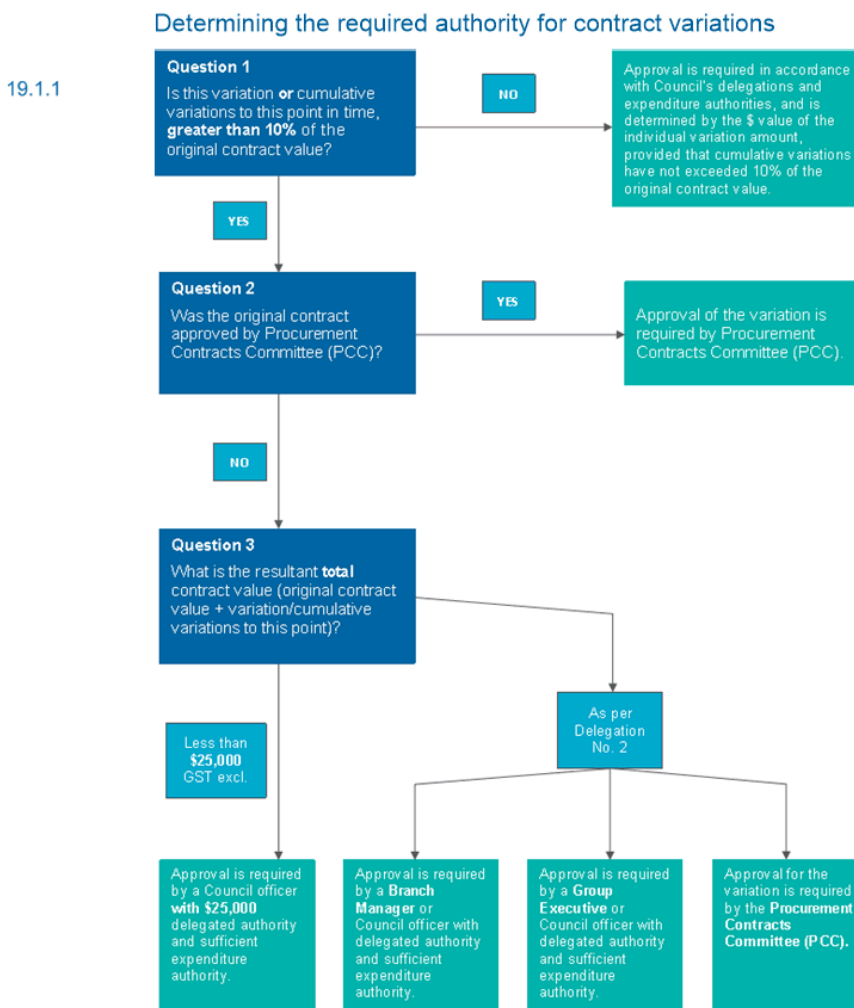 Determining the required authority for contract variations
19.1.1
Question 1
Is this variation or cumulative
variations to this point in time,
greater than 10% of the
original contract value?
NO
Approval is required in accordance
with Council's delegations and
expenditure authorities, and is
determined by the $ value of the
individual variation amount,
provided that cumulative variations
have not exceeded 10% of the
original contract value.
YES
Question 2
Was the original contract
approved by Procurement
Contracts Committee (PCC)?
YES
Approval of the variation is
required by Procurement
Contracts Committee (PCC).
NO
Question 3
What is the resultant total
contract value (original contract
value + variation/cumulative
variations to this point)?
Less than
$25,000
GST excl.
As per
Delegation
No. 2
Approval is required
by a Council officer
with $25,000
delegated authority
and sufficient
expenditure
authority.
Approval is required
by a Branch
Manager or
Council officer with
delegated authority
and sufficient
expenditure
authority.
Approval is required
by a Group
Executive or
Council officer with
delegated authority
and sufficient
expenditure
authority.
Approval for the
variation is required
by the Procurement
Contracts
Committee (PCC).